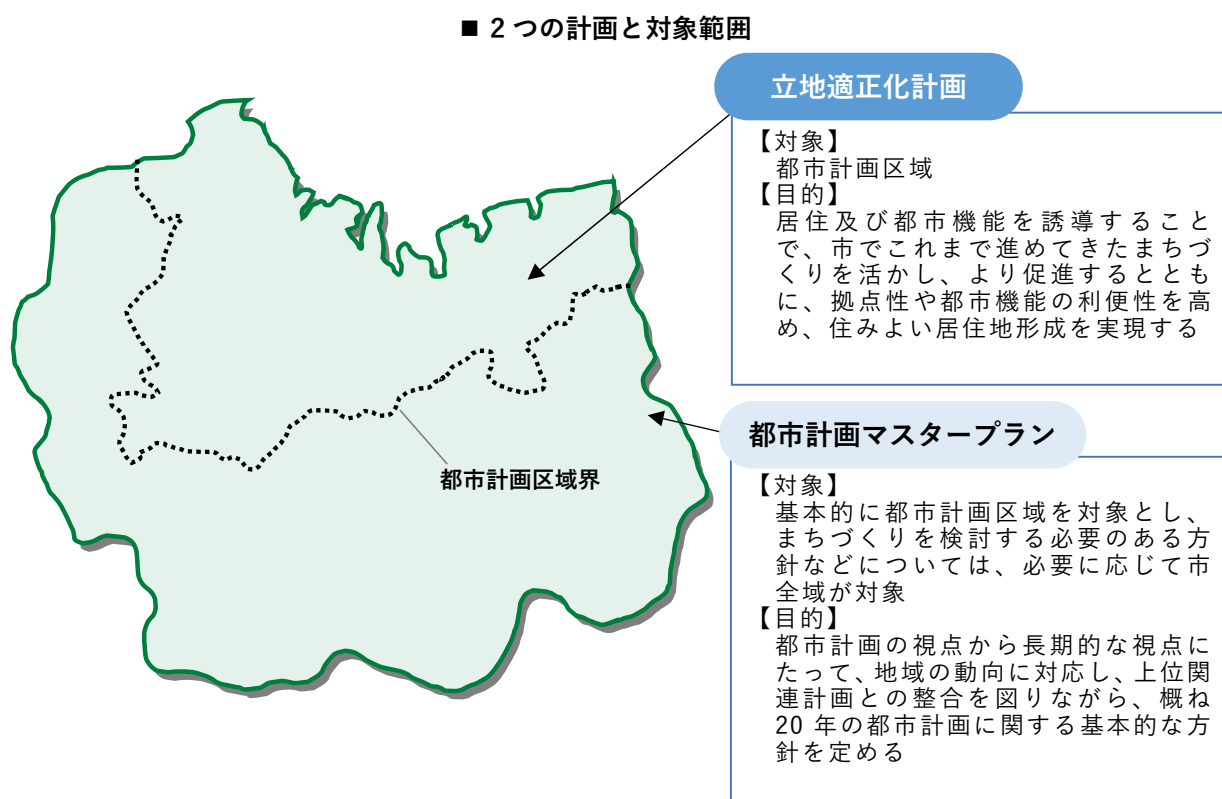 ■ 2 つの計画と対象範囲
立地適正化計画
【対象】
都市計画区域
【目的】
居住及び都市機能を誘導すること
で、市でこれまで進めてきたまちづ
くりを活かし、より促進するととも
に、拠点性や都市機能の利便性を高
め、住みよい居住地形成を実現する
都市計画区域界
都市計画マスタープラン
【対象】
基本的に都市計画区域を対象とし、
まちづくりを検討する必要のある方
針などについては、必要に応じて市
全域が対象
【目的】
都市計画の視点から長期的な視点に
たって、地域の動向に対応し、上位関
連計画との整合を図りながら、概ね
20 年の都市計画に関する基本的な方
針を定める